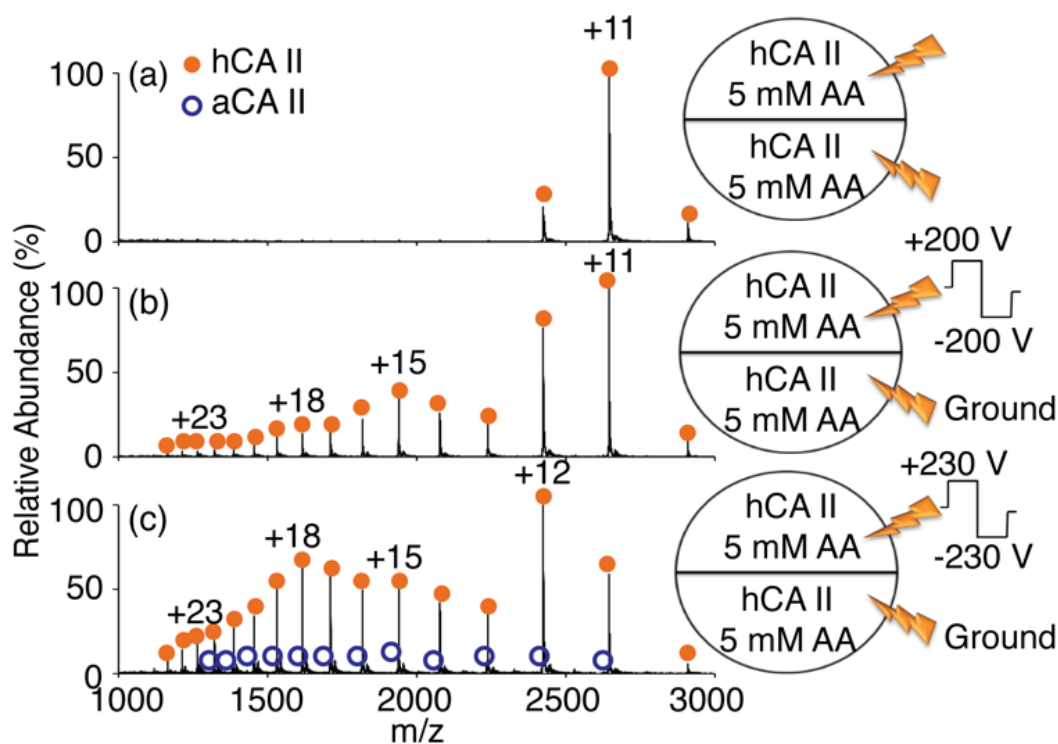 (a)
hCA II
aCA II
+11
100
50
0
hCA II
5 mM AA
hCA II
5 mM AA
(b)
+11
+15
+18
+23
100
50
0
hCA II
5 mM AA
hCA II
5 mM AA
+200 V
-200 V
Ground
(c)
+12
+18
+15
+23
100
50
0
hCA II
5 mM AA
hCA II
5 mM AA
+230 V
-230 V
Ground
Relative Abundance (%)
1000
1500
2000
2500
3000
m/z